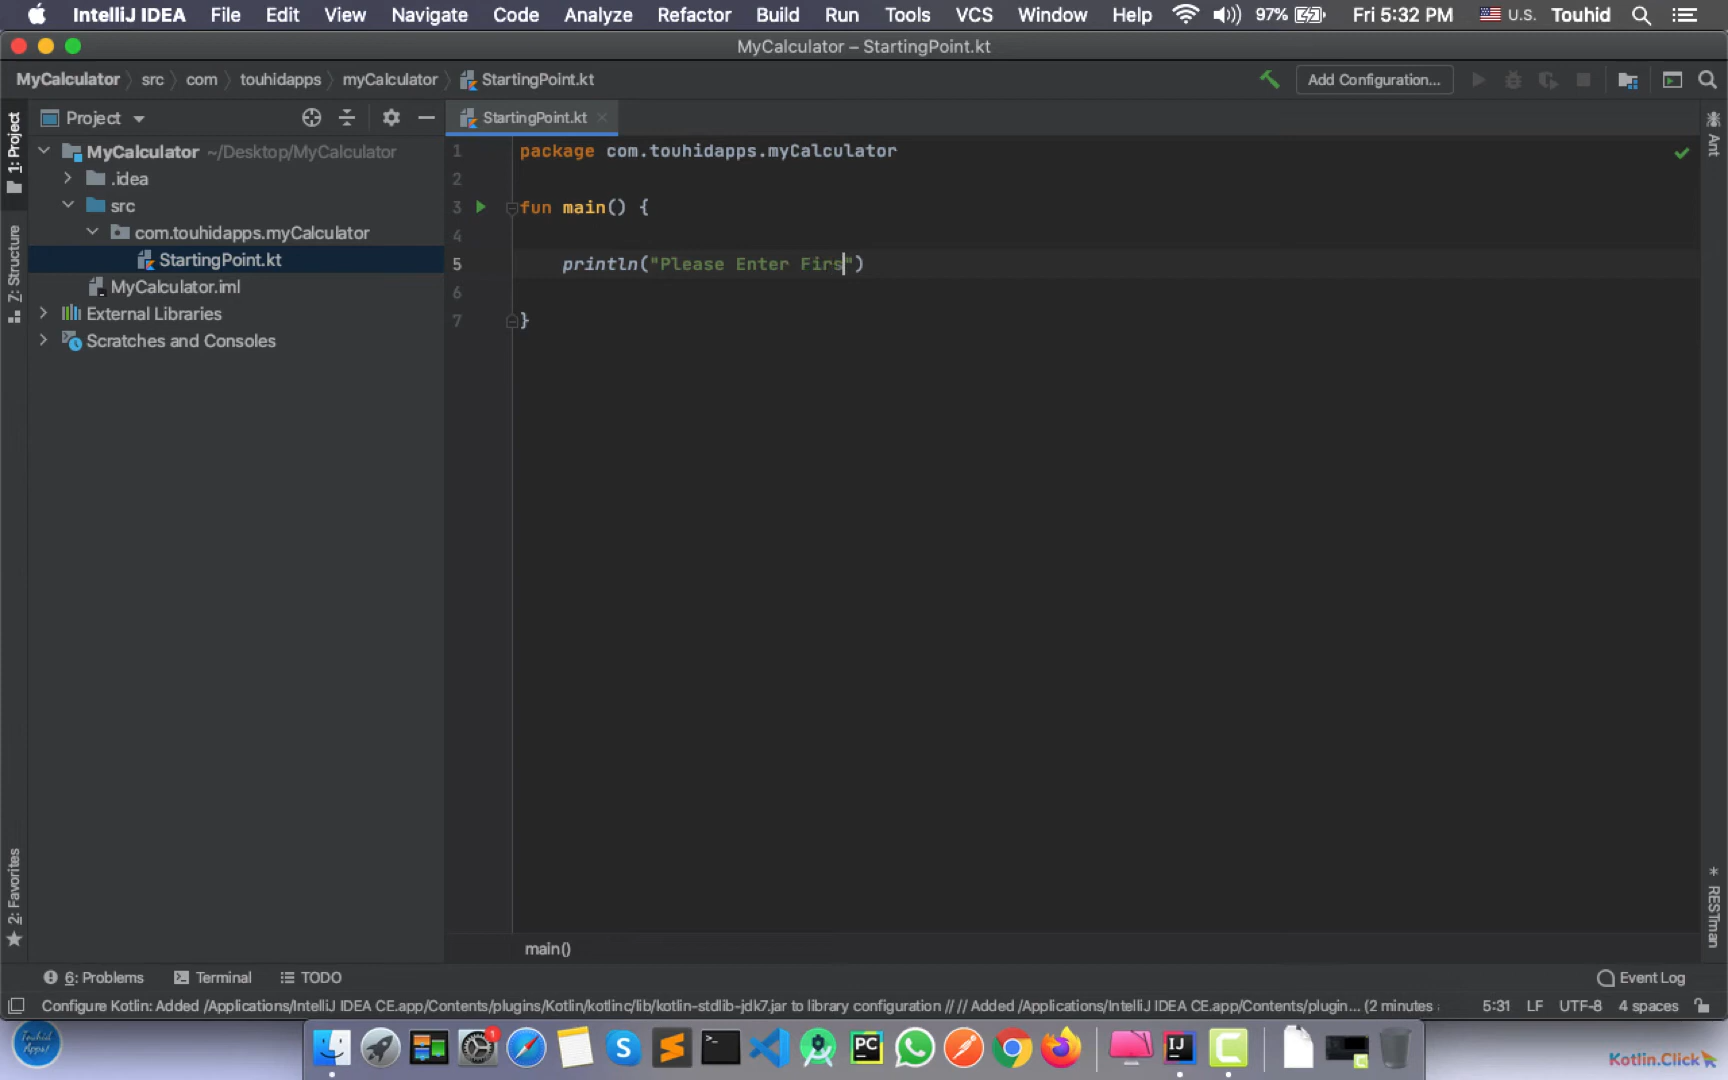 IntelliJ IDEA File Edit View Navigate Code Analyze Refactor Build Run Tools VCS Window Help 97% Fri 5:32 PM U.S. Touhid
MyCalculator – StartingPoint.kt
MyCalculator src com touhidapps myCalculator StartingPoint.kt Add Configuration...
1: Project
Project
StartingPoint.kt
Ant
MyCalculator ~/Desktop/MyCalculator
.idea
src
com.touhidapps.myCalculator
StartingPoint.kt
MyCalculator.iml
External Libraries
Scratches and Consoles
7: Structure
2: Favorites
1 package com.touhidapps.myCalculator
2
3 fun main() {
4
5 println("Please Enter Firs")
6
7 }
RESTman
main()
6: Problems Terminal TODO Event Log
Configure Kotlin: Added /Applications/IntelliJ IDEA CE.app/Contents/plugins/Kotlin/kotlinc/lib/kotlin-stdlib-jdk7.jar to library configuration // // Added /Applications/IntelliJ IDEA CE.app/Contents/plugin... (2 minutes 5:31 LF UTF-8 4 spaces
Touhid
Apps!
1
S
PC
IJ
C
Kotlin.Click